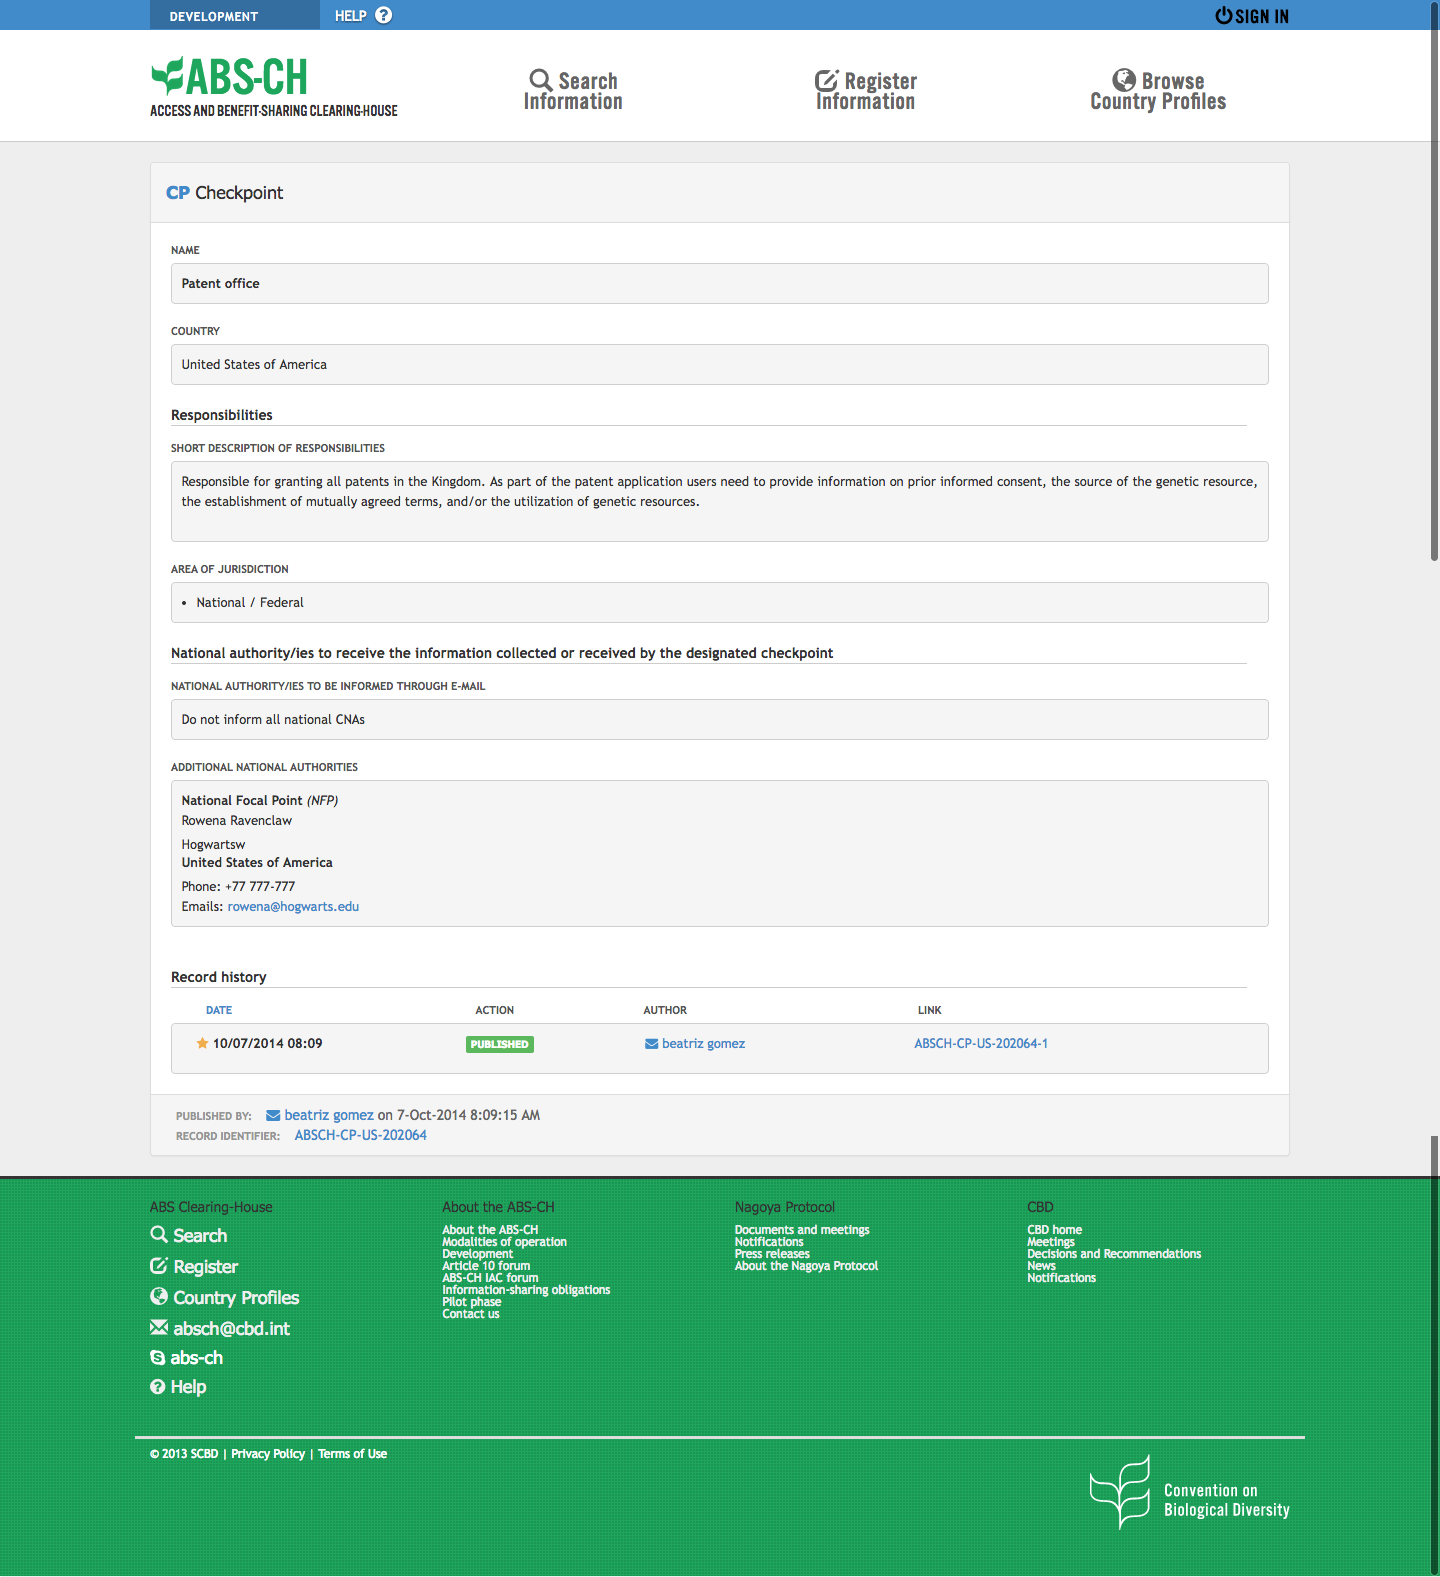 DEVELOPMENT
HELP
SIGN IN
ABS-CH
ACCESS AND BENEFIT-SHARING CLEARING-HOUSE
Search
Information
Register
Information
Browse
Country Profiles
CP Checkpoint
NAME
Patent office
COUNTRY
United States of America
Responsibilities
SHORT DESCRIPTION OF RESPONSIBILITIES
Responsible for granting all patents in the Kingdom. As part of the patent application users need to provide information on prior informed consent, the source of the genetic resource,
the establishment of mutually agreed terms, and/or the utilization of genetic resources.
AREA OF JURISDICTION
• National / Federal
National authority/ies to receive the information collected or received by the designated checkpoint
NATIONAL AUTHORITY/IES TO BE INFORMED THROUGH E-MAIL
Do not inform all national CNAs
ADDITIONAL NATIONAL AUTHORITIES
National Focal Point (NFP)
Rowena Ravenclaw
Hogwartsw
United States of America
Phone: +77 777-777
Emails: rowena@hogwarts.edu
Record history
DATE ACTION AUTHOR LINK
10/07/2014 08:09 PUBLISHED beatriz gomez ABSCH-CP-US-202064-1
PUBLISHED BY: beatriz gomez on 7-Oct-2014 8:09:15 AM
RECORD IDENTIFIER: ABSCH-CP-US-202064
ABS Clearing-House
Search
Register
Country Profiles
absch@cbd.int
abs-ch
Help
About the ABS-CH
About the ABS-CH
Modalities of operation
Development
Article 10 forum
ABS-CH IAC forum
Information-sharing obligations
Pilot phase
Contact us
Nagoya Protocol
Documents and meetings
Notifications
Press releases
About the Nagoya Protocol
CBD
CBD home
Meetings
Decisions and Recommendations
News
Notifications
© 2013 SCBD | Privacy Policy | Terms of Use
Convention on
Biological Diversity